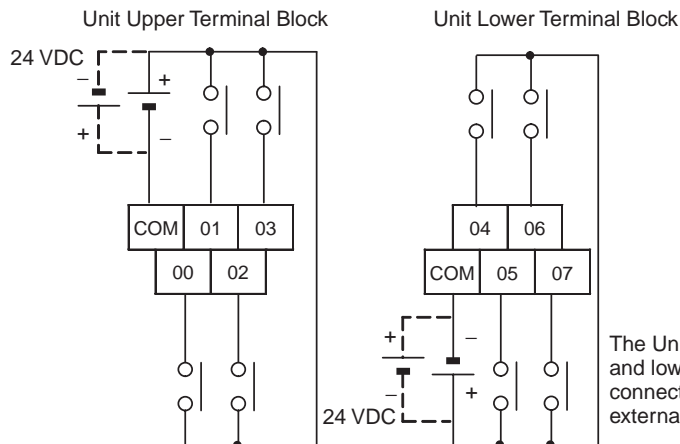 Unit Upper Terminal Block
Unit Lower Terminal Block
24 VDC
–
+
+
–
COM 01 03
00 02
04 06
COM 05 07
+
–
–
+
24 VDC
The Un
and low
connect
externa